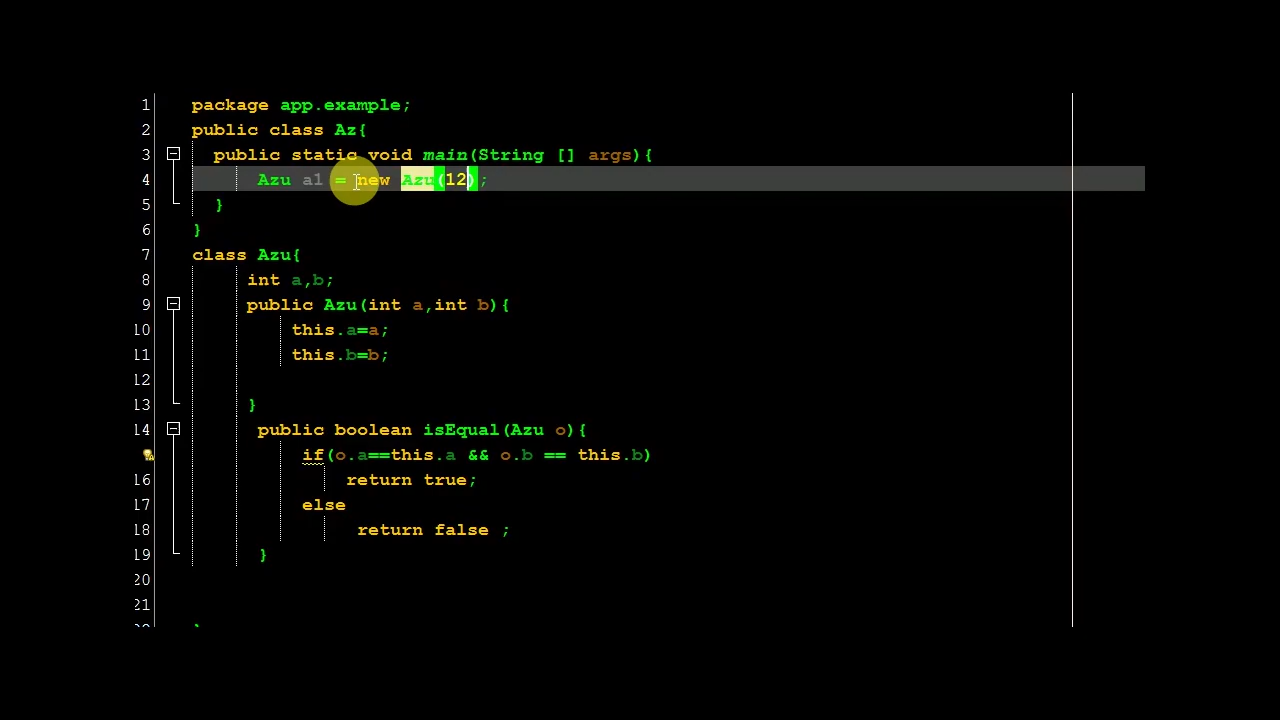 1 package app.example;
2 public class Az{
3 public static void main(String [] args){
4 Azu a1 = new Azu(12);
5 }
6 }
7 class Azu{
8 int a,b;
9 public Azu(int a,int b){
10 this.a=a;
11 this.b=b;
12
13 }
14 public boolean isEqual(Azu o){
if(o.a==this.a && o.b == this.b)
16 return true;
17 else
18 return false ;
19 }
20
21
}